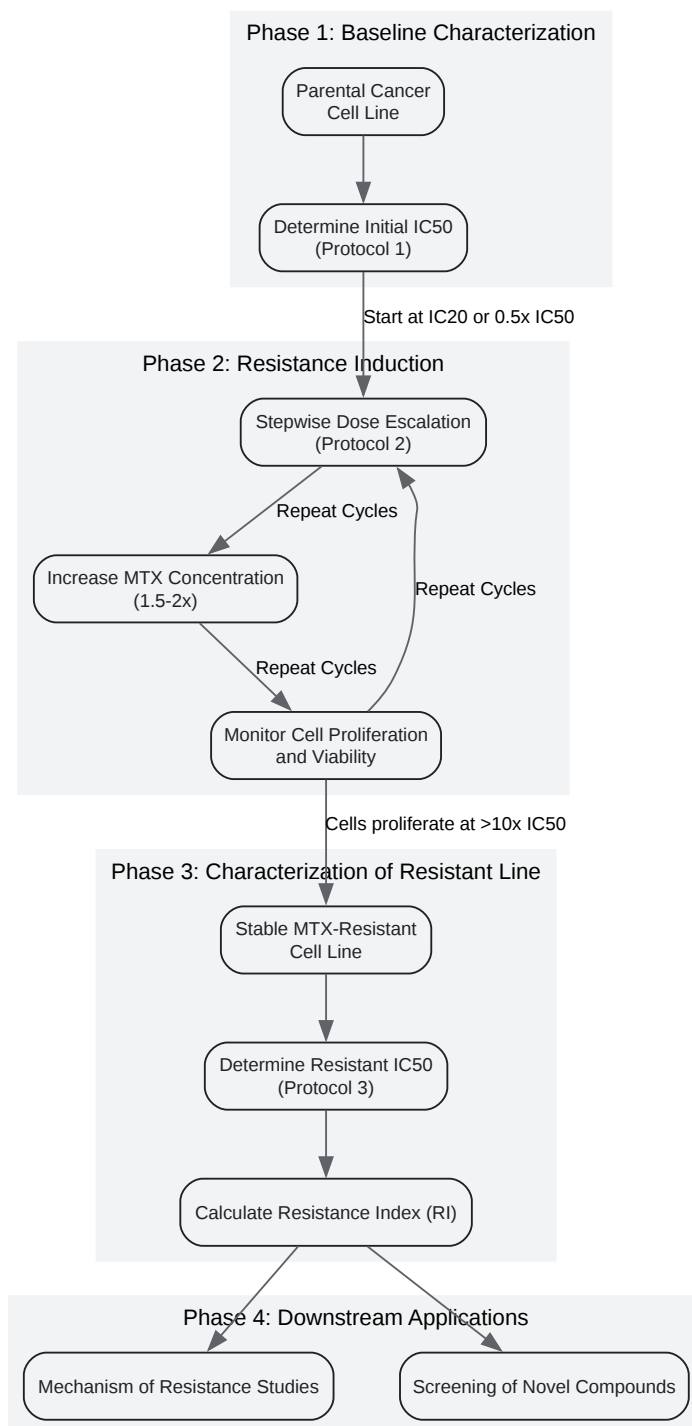 Phase 1: Baseline Characterization
Parental Cancer
Cell Line
Determine Initial IC50
(Protocol 1)
Start at IC20 or 0.5x IC50
Phase 2: Resistance Induction
Stepwise Dose Escalation
(Protocol 2)
Repeat Cycles
Increase MTX Concentration
(1.5-2x)
Repeat Cycles
Repeat Cycles
Monitor Cell Proliferation
and Viability
Cells proliferate at >10x IC50
Phase 3: Characterization of Resistant Line
Stable MTX-Resistant
Cell Line
Determine Resistant IC50
(Protocol 3)
Calculate Resistance Index (RI)
Phase 4: Downstream Applications
Mechanism of Resistance Studies
Screening of Novel Compounds